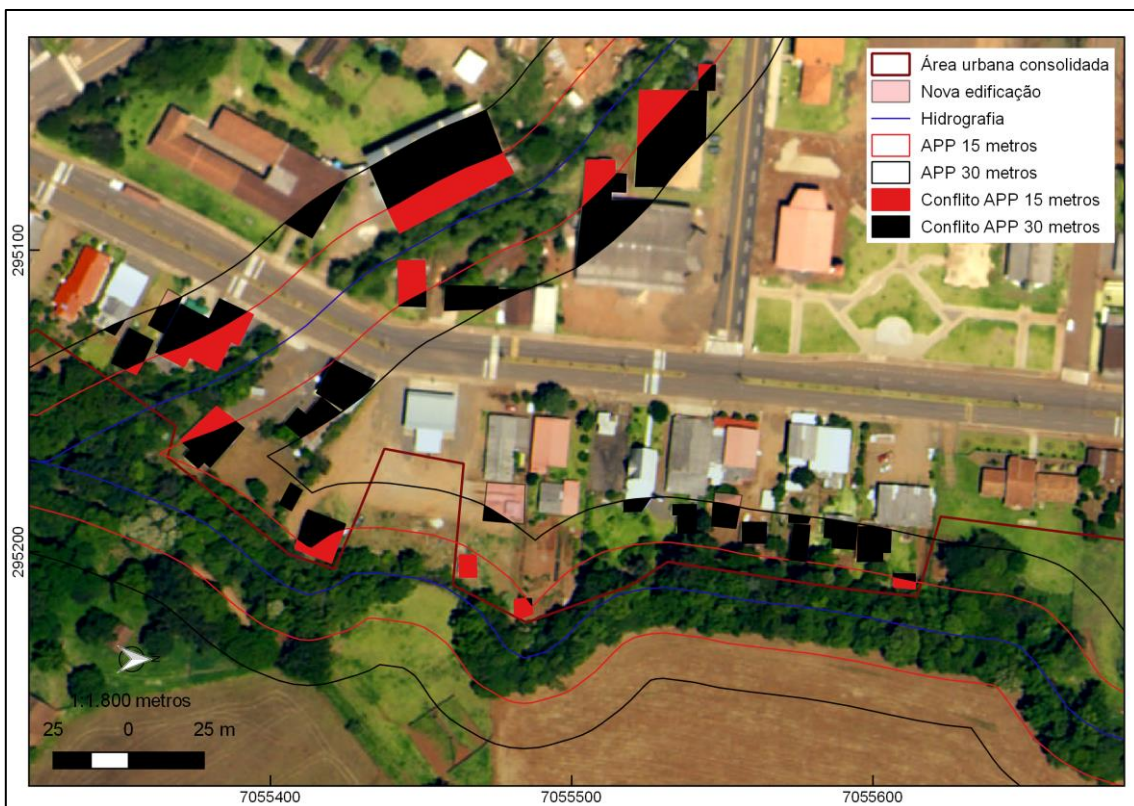 Área urbana consolidada
Nova edificação
Hidrografia
APP 15 metros
APP 30 metros
Conflito APP 15 metros
Conflito APP 30 metros
295100
295200
N
1:1.800 metros
25 0 25 m
7055400 7055500 7055600